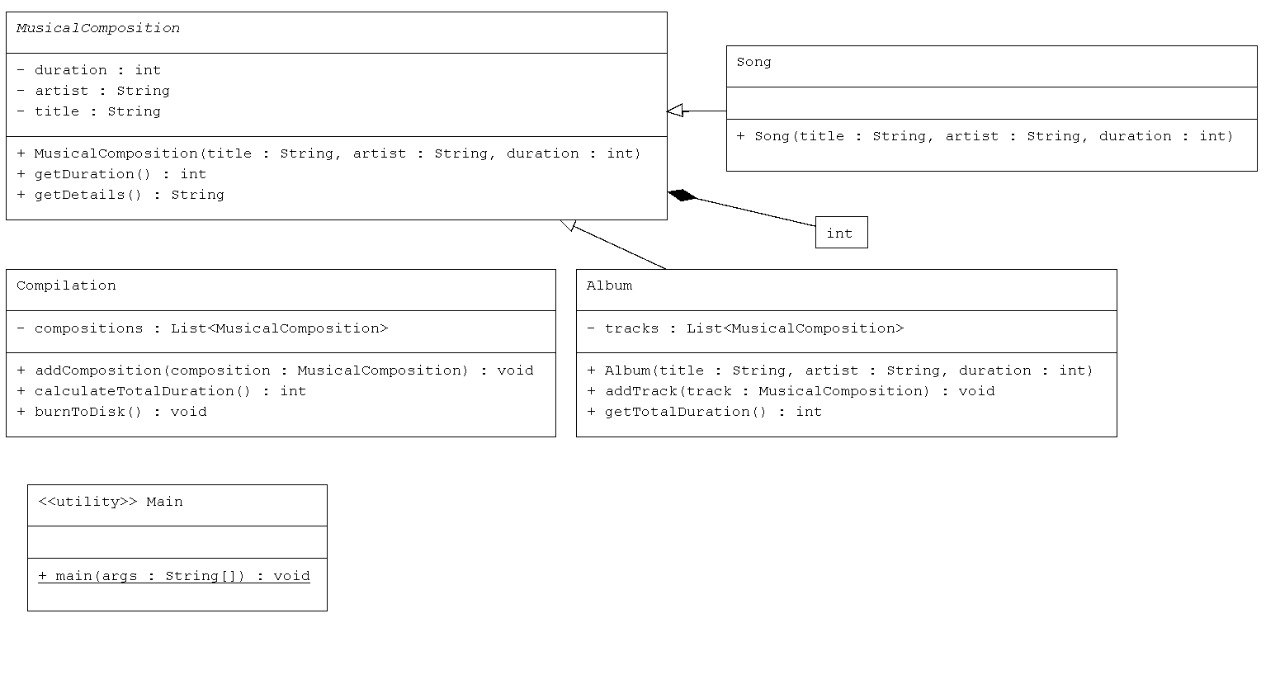 MusicalComposition
- duration : int
- artist : String
- title : String
+ MusicalComposition(title : String, artist : String, duration : int)
+ getDuration() : int
+ getDetails() : String
Song
+ Song(title : String, artist : String, duration : int)
int
Compilation
- compositions : List<MusicalComposition>
+ addComposition(composition : MusicalComposition) : void
+ calculateTotalDuration() : int
+ burnToDisk() : void
Album
- tracks : List<MusicalComposition>
+ Album(title : String, artist : String, duration : int)
+ addTrack(track : MusicalComposition) : void
+ getTotalDuration() : int
<<utility>> Main
+ main(args : String[]) : void